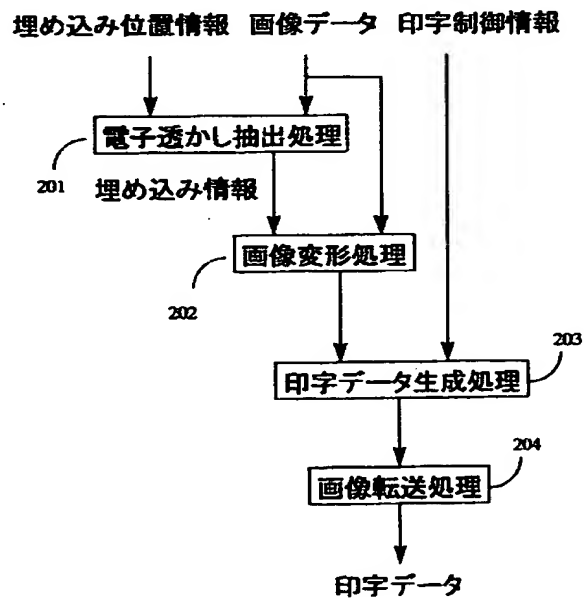 埋め込み位置情報 画像データ 印字制御情報
電子透かし抽出処理
201 埋め込み情報
画像変形処理
202
203
印字データ生成処理
204
画像転送処理
印字データ